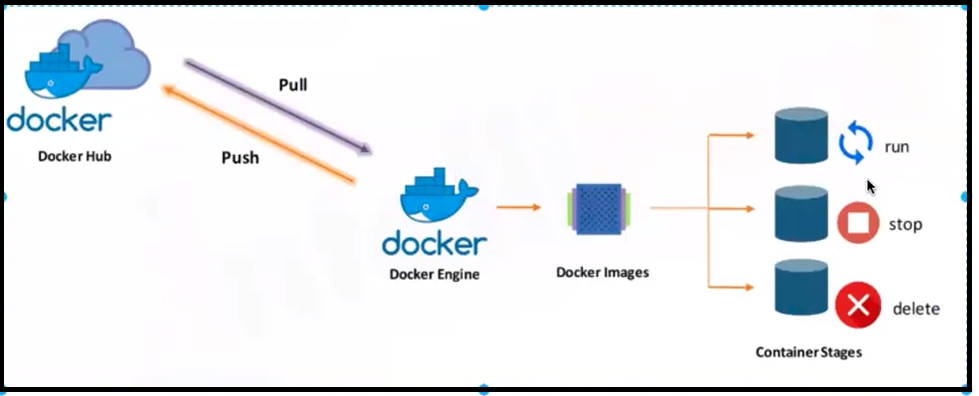 docker
Docker Hub
Pull
Push
docker
Docker Engine
Docker Images
run
stop
delete
Container Stages